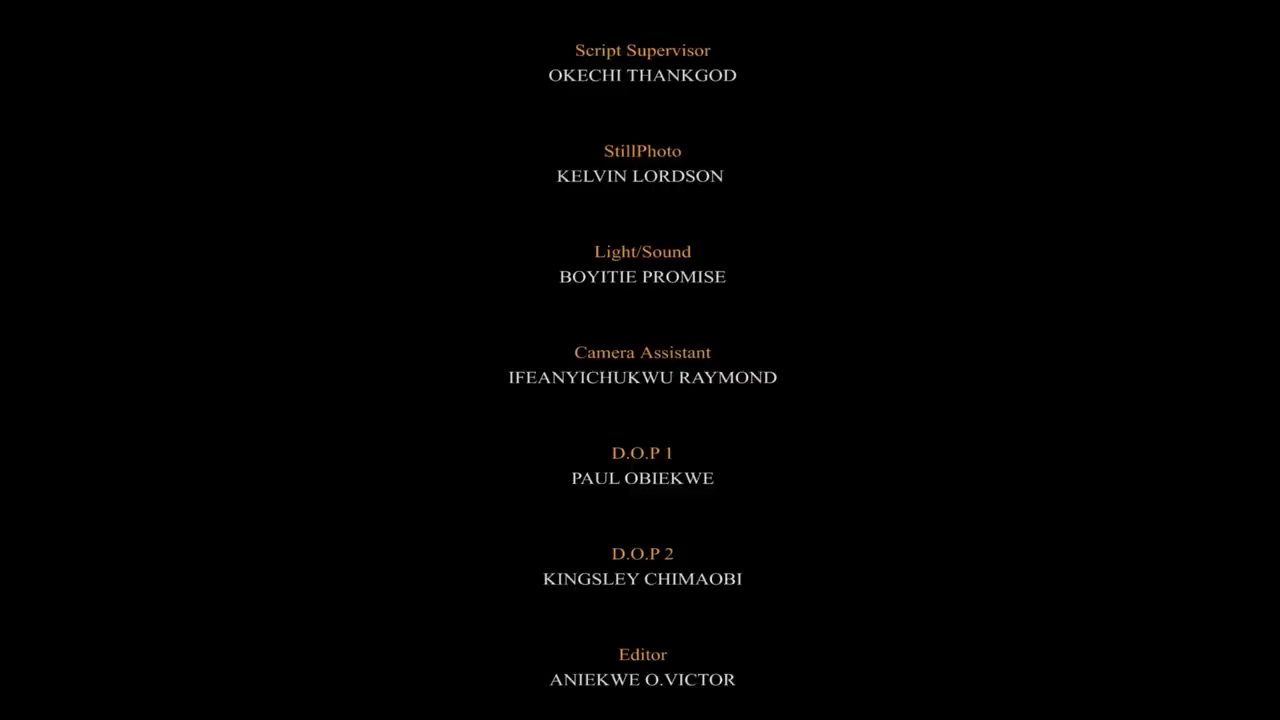 Script Supervisor
OKECHI THANKGOD
StillPhoto
KELVIN LORDSON
Light/Sound
BOYITIE PROMISE
Camera Assistant
IFEANYICHUKWU RAYMOND
D.O.P 1
PAUL OBIEKWE
D.O.P 2
KINGSLEY CHIMAOBI
Editor
ANIEKWE O.VICTOR